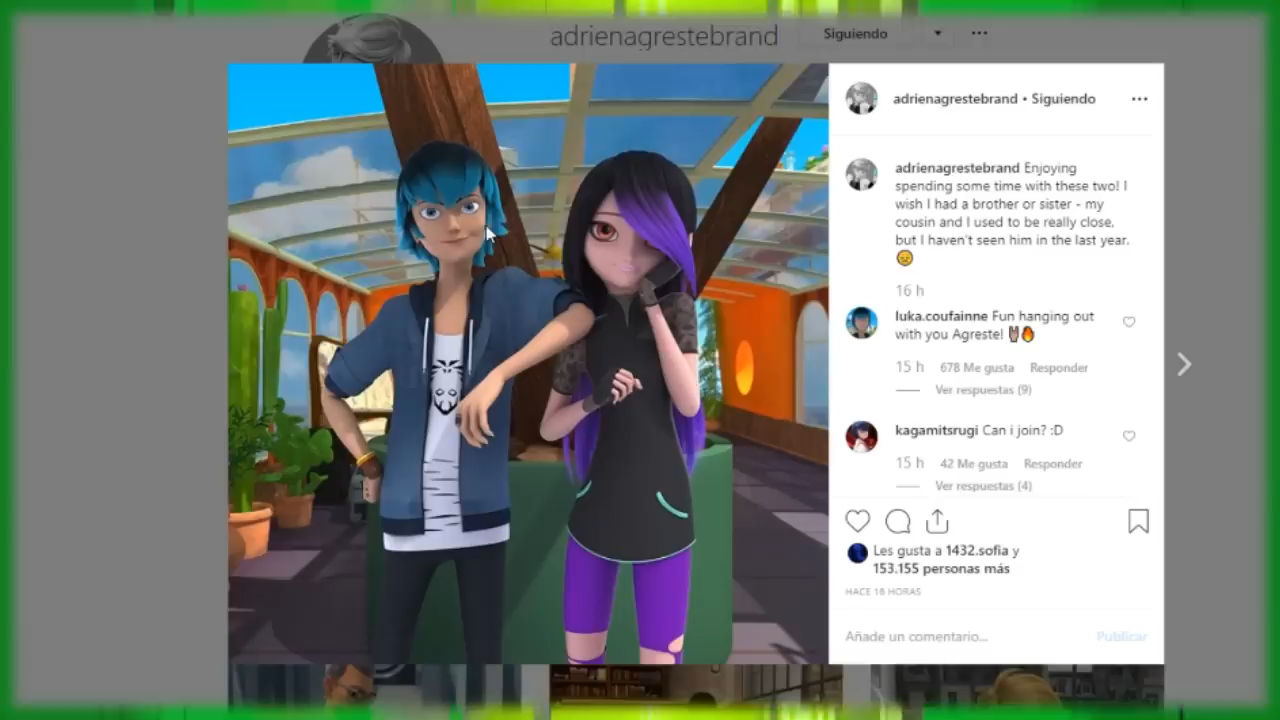 adrienagrestebrand Siguiendo
adrienagrestebrand • Siguiendo
adrienagrestebrand Enjoying
spending some time with these two! I
wish I had a brother or sister - my
cousin and I used to be really close,
but I haven't seen him in the last year.
16 h
luka.coufainne Fun hanging out
with you Agreste!
15 h 678 Me gusta Responder
Ver respuestas (9)
kagamitsrugi Can i join? :D
15 h 42 Me gusta Responder
Ver respuestas (4)
Les gusta a 1432.sofia y
153.155 personas más
HACE 16 HORAS
Añade un comentario... Publicar